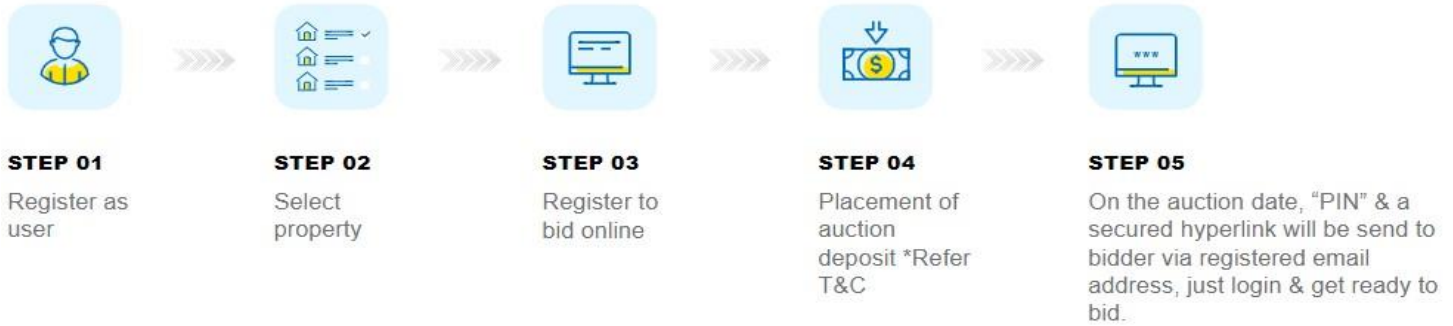 www
STEP 01
Register as
user
STEP 02
Select
property
STEP 03
Register to
bid online
STEP 04
Placement of
auction
deposit *Refer
T&C
STEP 05
On the auction date, “PIN” & a
secured hyperlink will be send to
bidder via registered email
address, just login & get ready to
bid.